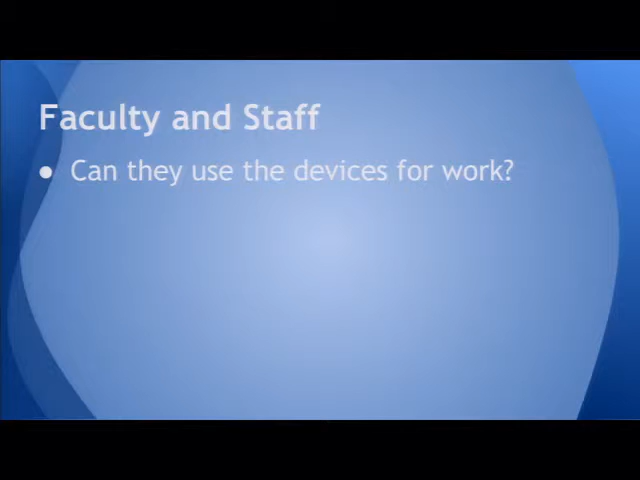 Faculty and Staff
● Can they use the devices for work?